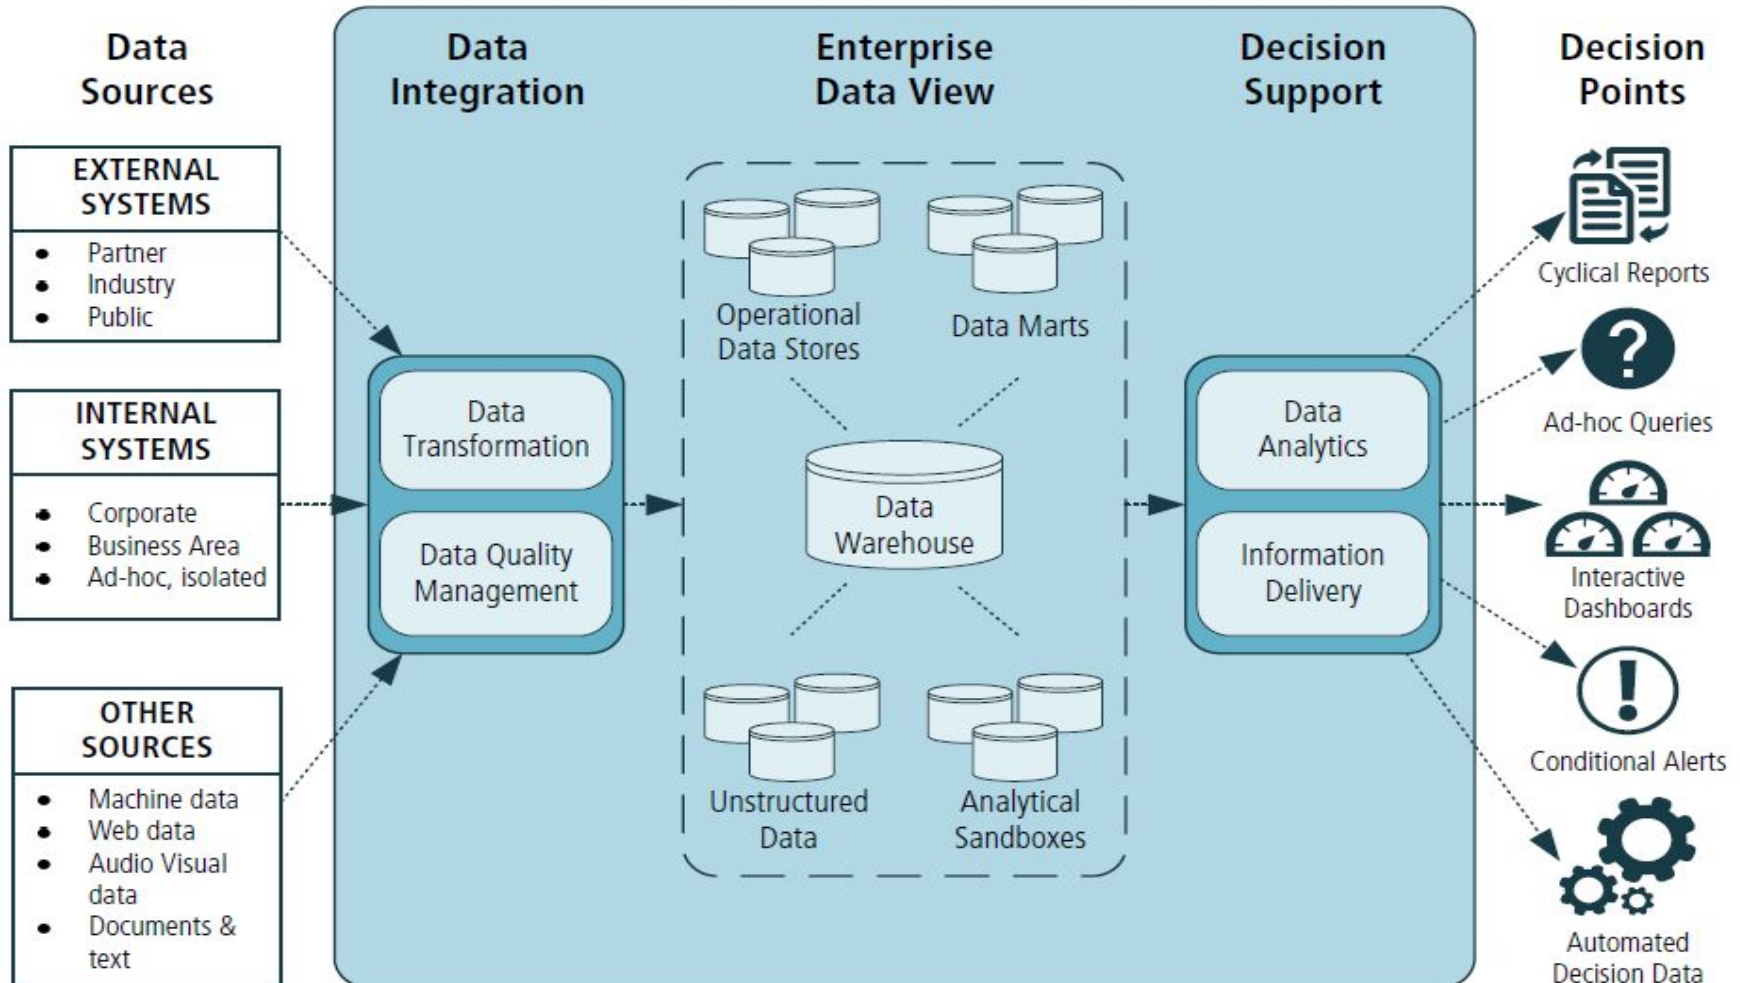 Data
Sources
Data
Integration
Enterprise
Data View
Decision
Support
Decision
Points
EXTERNAL
SYSTEMS
• Partner
• Industry
• Public
INTERNAL
SYSTEMS
• Corporate
• Business Area
• Ad-hoc, isolated
OTHER
SOURCES
• Machine data
• Web data
• Audio Visual
data
• Documents &
text
Data
Transformation
Data Quality
Management
Operational
Data Stores
Data Marts
Data
Warehouse
Unstructured
Data
Analytical
Sandboxes
Data
Analytics
Information
Delivery
Cyclical Reports
?
Ad-hoc Queries
Interactive
Dashboards
!
Conditional Alerts
Automated
Decision Data